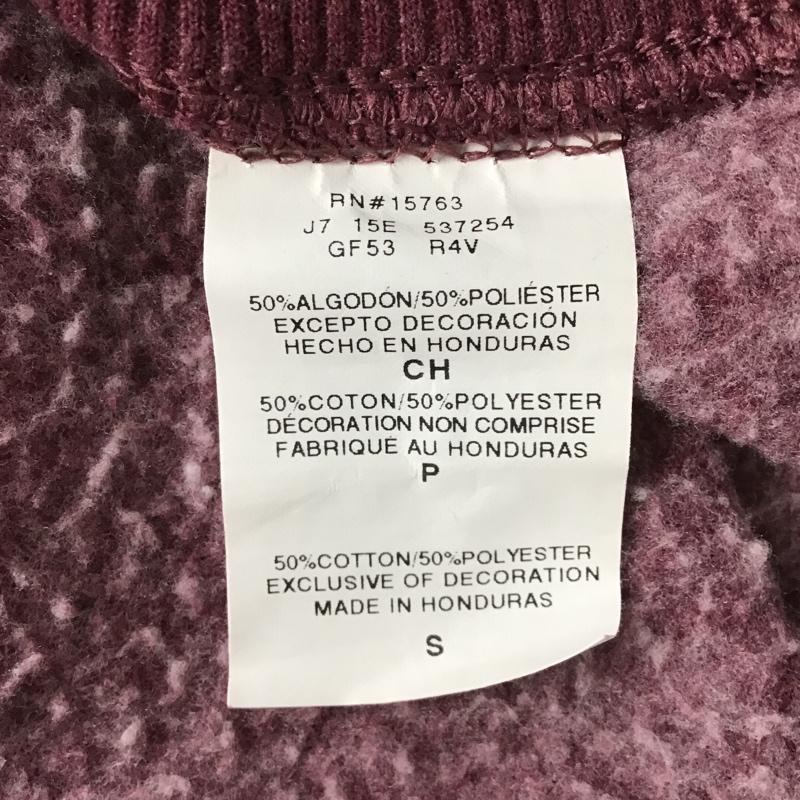 RN#15763
J7 15E 537254
GF53 R4V
50%ALGODÓN/50%POLIÉSTER
EXCEPTO DECORACIÓN
HECHO EN HONDURAS
CH
50%COTON/50%POLYESTER
DÉCORATION NON COMPRISE
FABRIQUÉ AU HONDURAS
P
50%COTTON/50%POLYESTER
EXCLUSIVE OF DECORATION
MADE IN HONDURAS
S